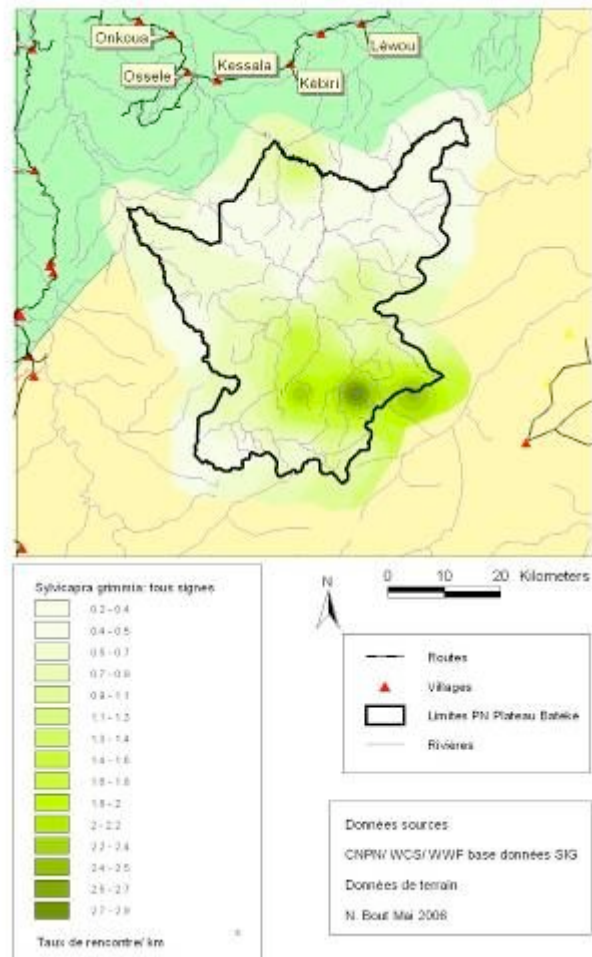 Onkoua
Ossele
Kessala
Kebiri
Léwou
Sylvicapra grimmia: tous signes
0.2 - 0.4
0.4 - 0.5
0.5 - 0.7
0.7 - 0.8
0.9 - 1.1
1.1 - 1.3
1.3 - 1.4
1.4 - 1.6
1.6 - 1.8
1.8 - 2
2 - 2.2
2.2 - 2.4
2.4 - 2.5
2.5 - 2.7
2.7 - 2.9
Taux de rencontre/ km
N
0 10 20 Kilometers
Routes
Villages
Limites PN Plateau Batéké
Rivières
Données sources
CNPN/ WCS/ WWF base données SIG
Données de terrain
N. Bout Mai 2006